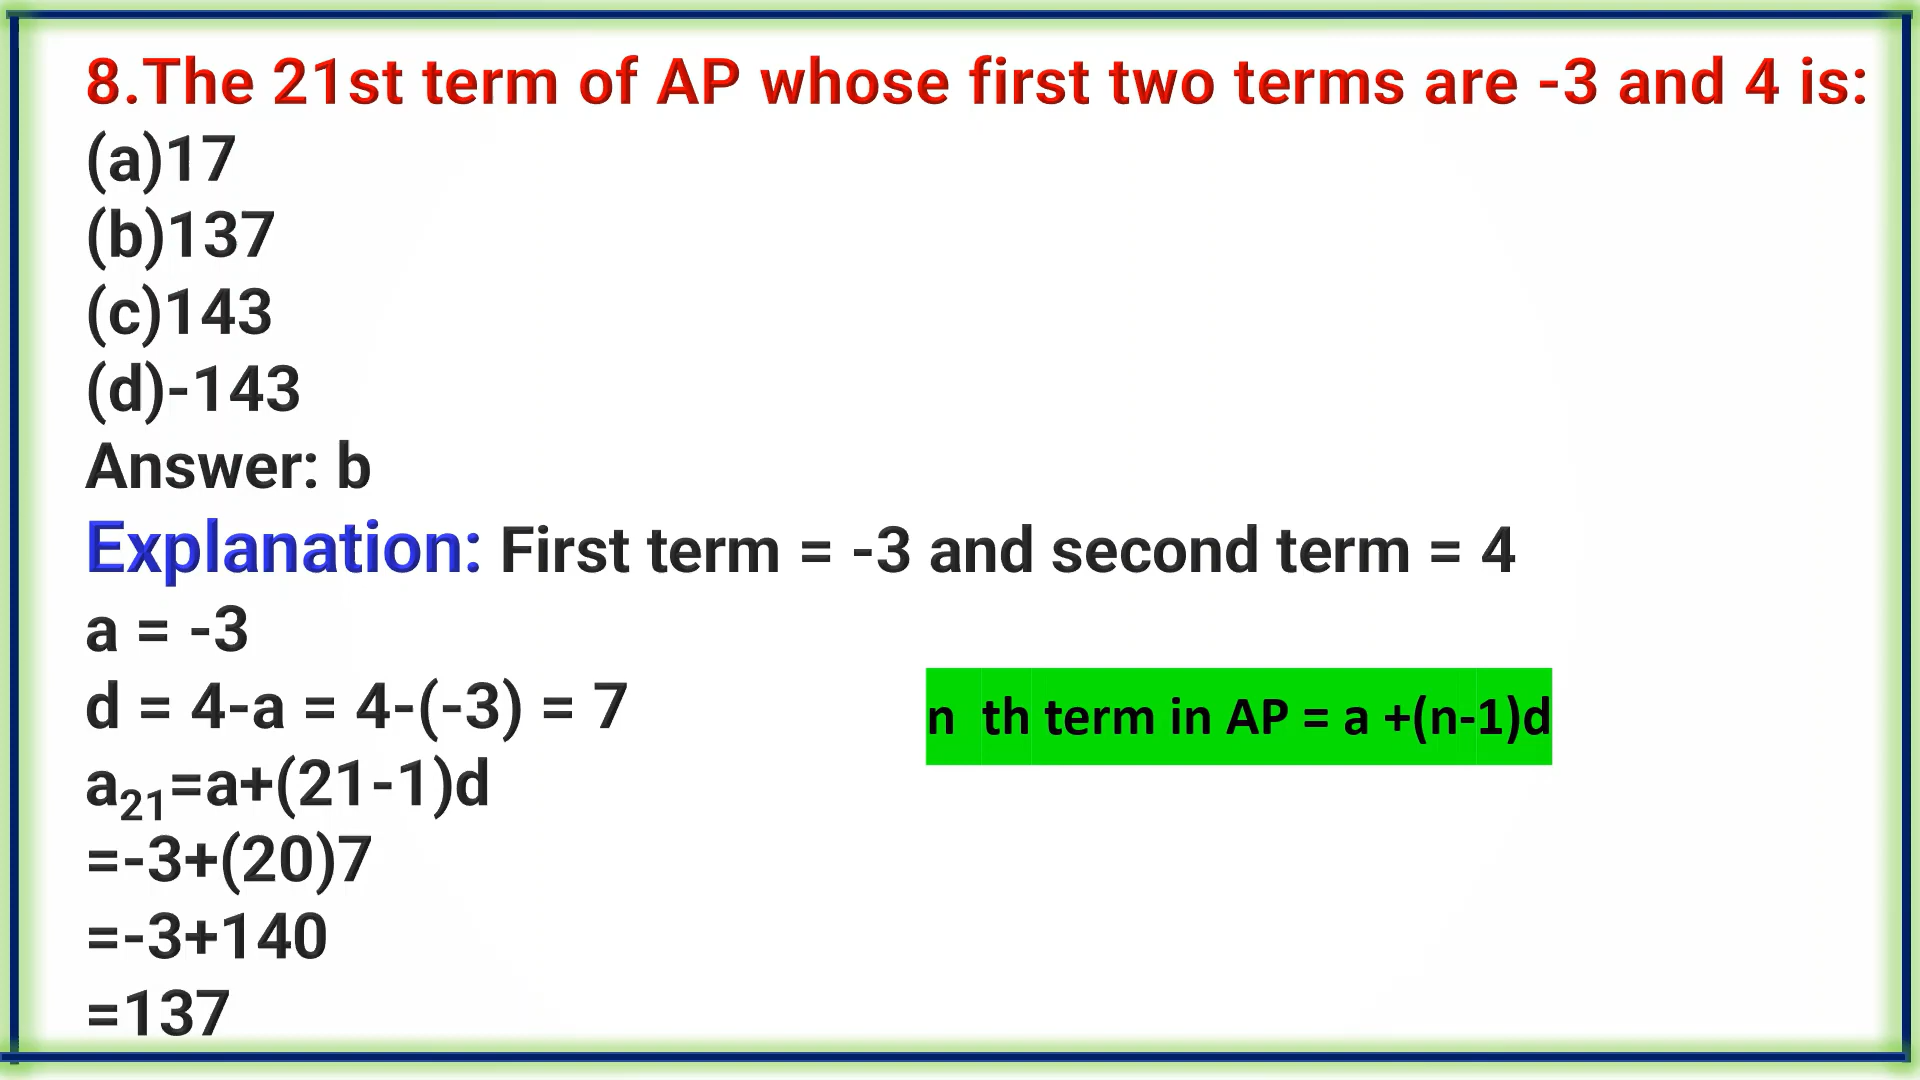 8.The 21st term of AP whose first two terms are -3 and 4 is:
(a)17
(b)137
(c)143
(d)-143
Answer: b
Explanation: First term = -3 and second term = 4
a = -3
d = 4-a = 4-(-3) = 7
n th term in AP = a +(n-1)d
a₂₁=a+(21-1)d
=-3+(20)7
=-3+140
=137